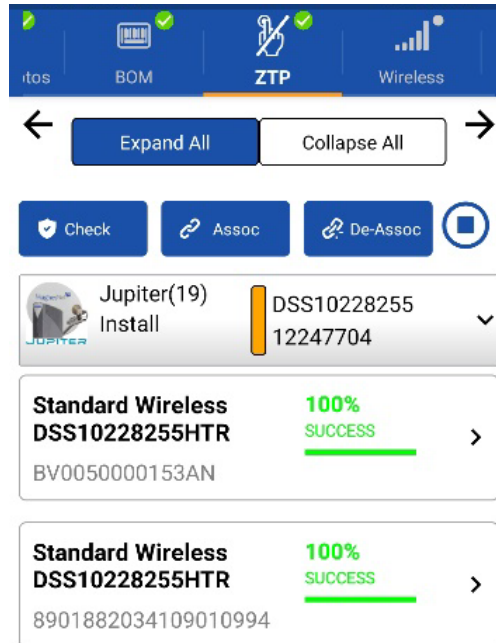 tos
BOM
ZTP
Wireless
Expand All
Collapse All
Check
Assoc
De-Assoc
Jupiter(19)
Install
JUPITER
DSS10228255
12247704
Standard Wireless
DSS10228255HTR
100%
SUCCESS
BV0050000153AN
Standard Wireless
DSS10228255HTR
100%
SUCCESS
8901882034109010994